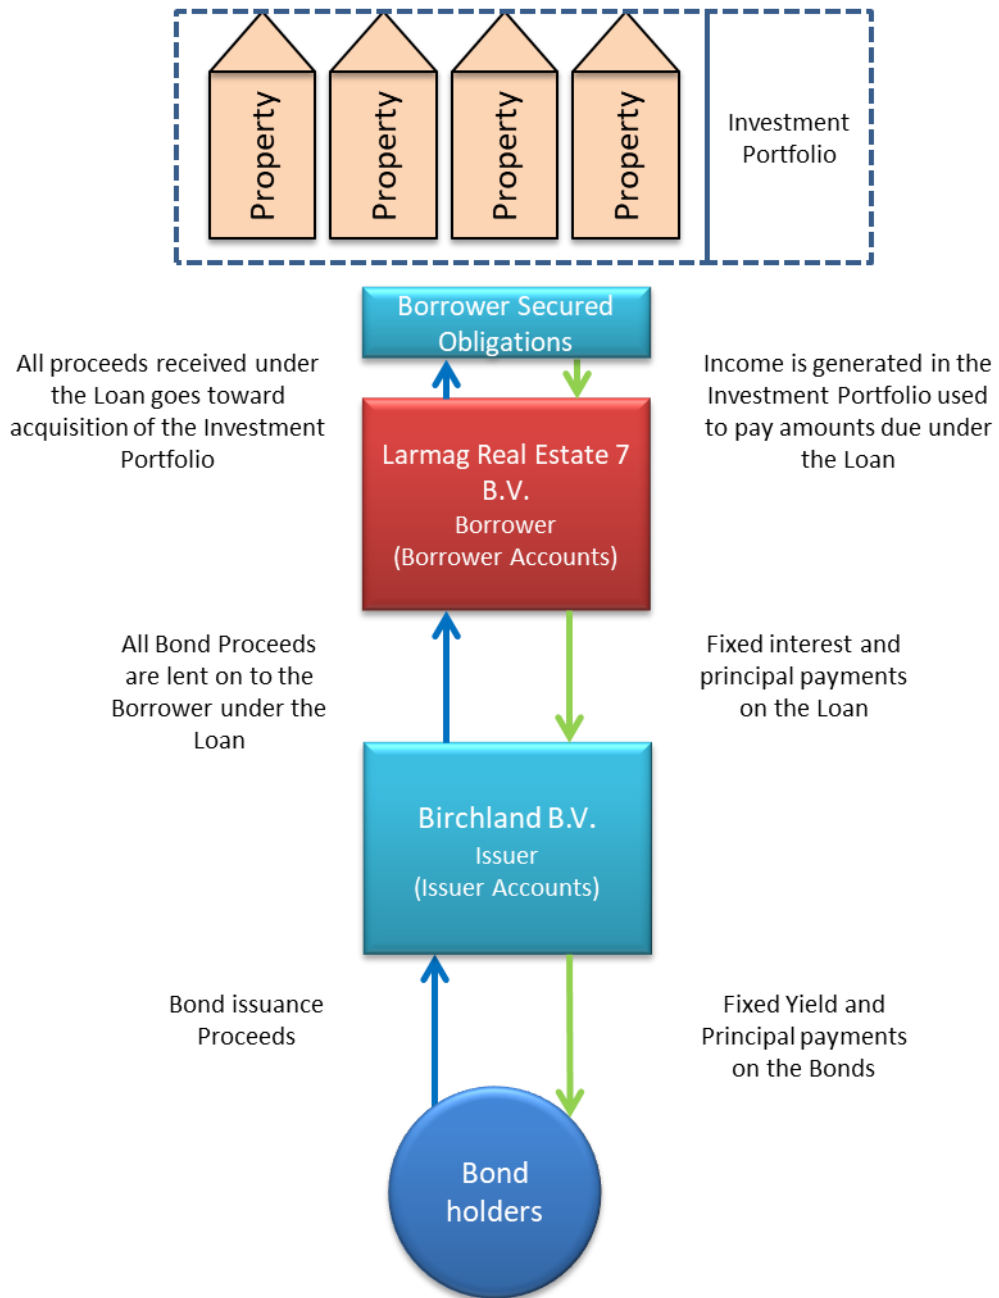 Property
Property
Property
Property
Investment
Portfolio
Borrower Secured
Obligations
All proceeds received under
the Loan goes toward
acquisition of the Investment
Portfolio
Income is generated in the
Investment Portfolio used
to pay amounts due under
the Loan
Larmag Real Estate 7
B.V.
Borrower
(Borrower Accounts)
All Bond Proceeds
are lent on to the
Borrower under the
Loan
Fixed interest and
principal payments
on the Loan
Birchland B.V.
Issuer
(Issuer Accounts)
Bond issuance
Proceeds
Fixed Yield and
Principal payments
on the Bonds
Bond
holders